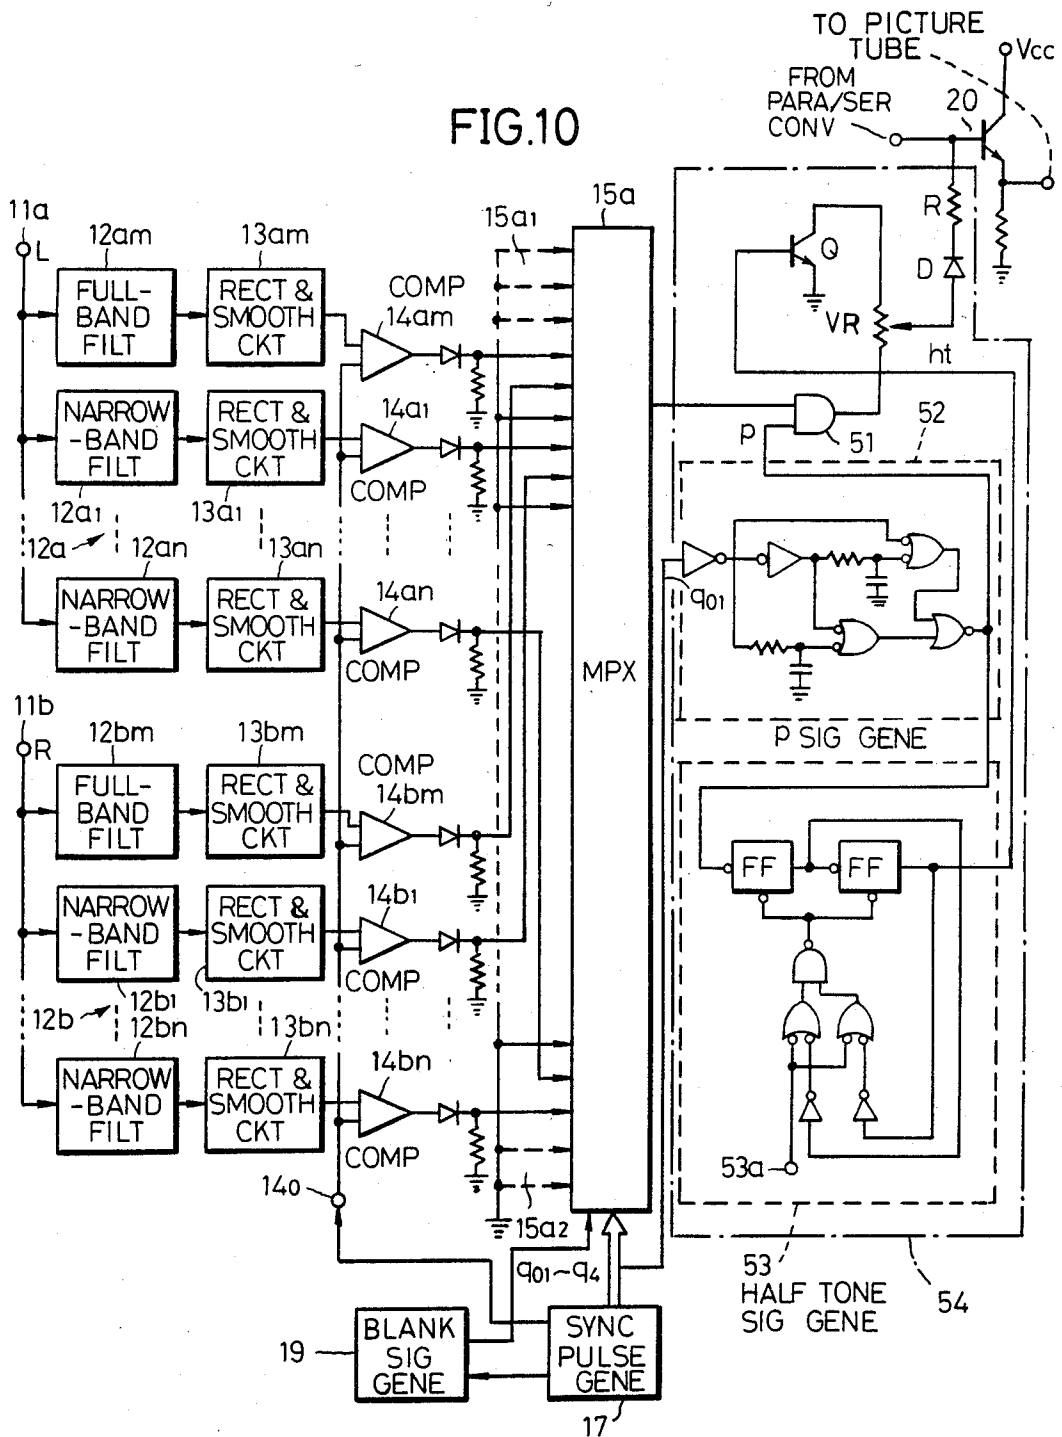 TO PICTURE
TUBE
Vcc
FROM
PARA/SER
CONV
20
FIG.10
15a
11a
L
12am
13am
15a1
R
FULL-
BAND
FILT
RECT &
SMOOTH
CKT
COMP
14am
Q
D
VR
ht
NARROW
-BAND
FILT
RECT &
SMOOTH
CKT
14a1
COMP
P
51
52
12a1
13a1
12a
12an
13an
NARROW
-BAND
FILT
RECT &
SMOOTH
CKT
14an
COMP
q01
MPX
11b
R
12bm
13bm
COMP
14bm
P SIG GENE
FULL-
BAND
FILT
RECT &
SMOOTH
CKT
FF
FF
NARROW
-BAND
FILT
RECT &
SMOOTH
CKT
14b1
COMP
12b1
13b1
12b
12bn
13bn
NARROW
-BAND
FILT
RECT &
SMOOTH
CKT
14bn
COMP
53a
140
15a2
q01~q4
53
HALF TONE
SIG GENE
54
19
BLANK
SIG
GENE
SYNC
PULSE
GENE
17